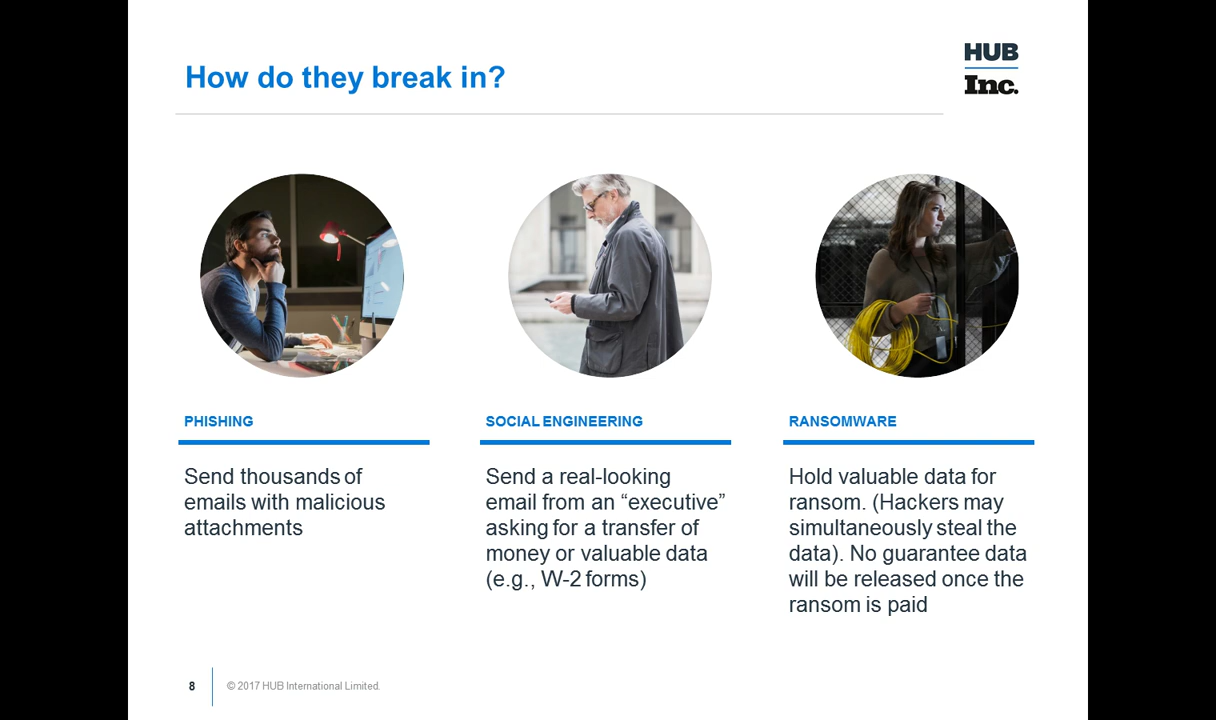 How do they break in?
HUB
Inc.
PHISHING
Send thousands of
emails with malicious
attachments
SOCIAL ENGINEERING
Send a real-looking
email from an “executive”
asking for a transfer of
money or valuable data
(e.g., W-2 forms)
RANSOMWARE
Hold valuable data for
ransom. (Hackers may
simultaneously steal the
data). No guarantee data
will be released once the
ransom is paid
8
© 2017 HUB International Limited.